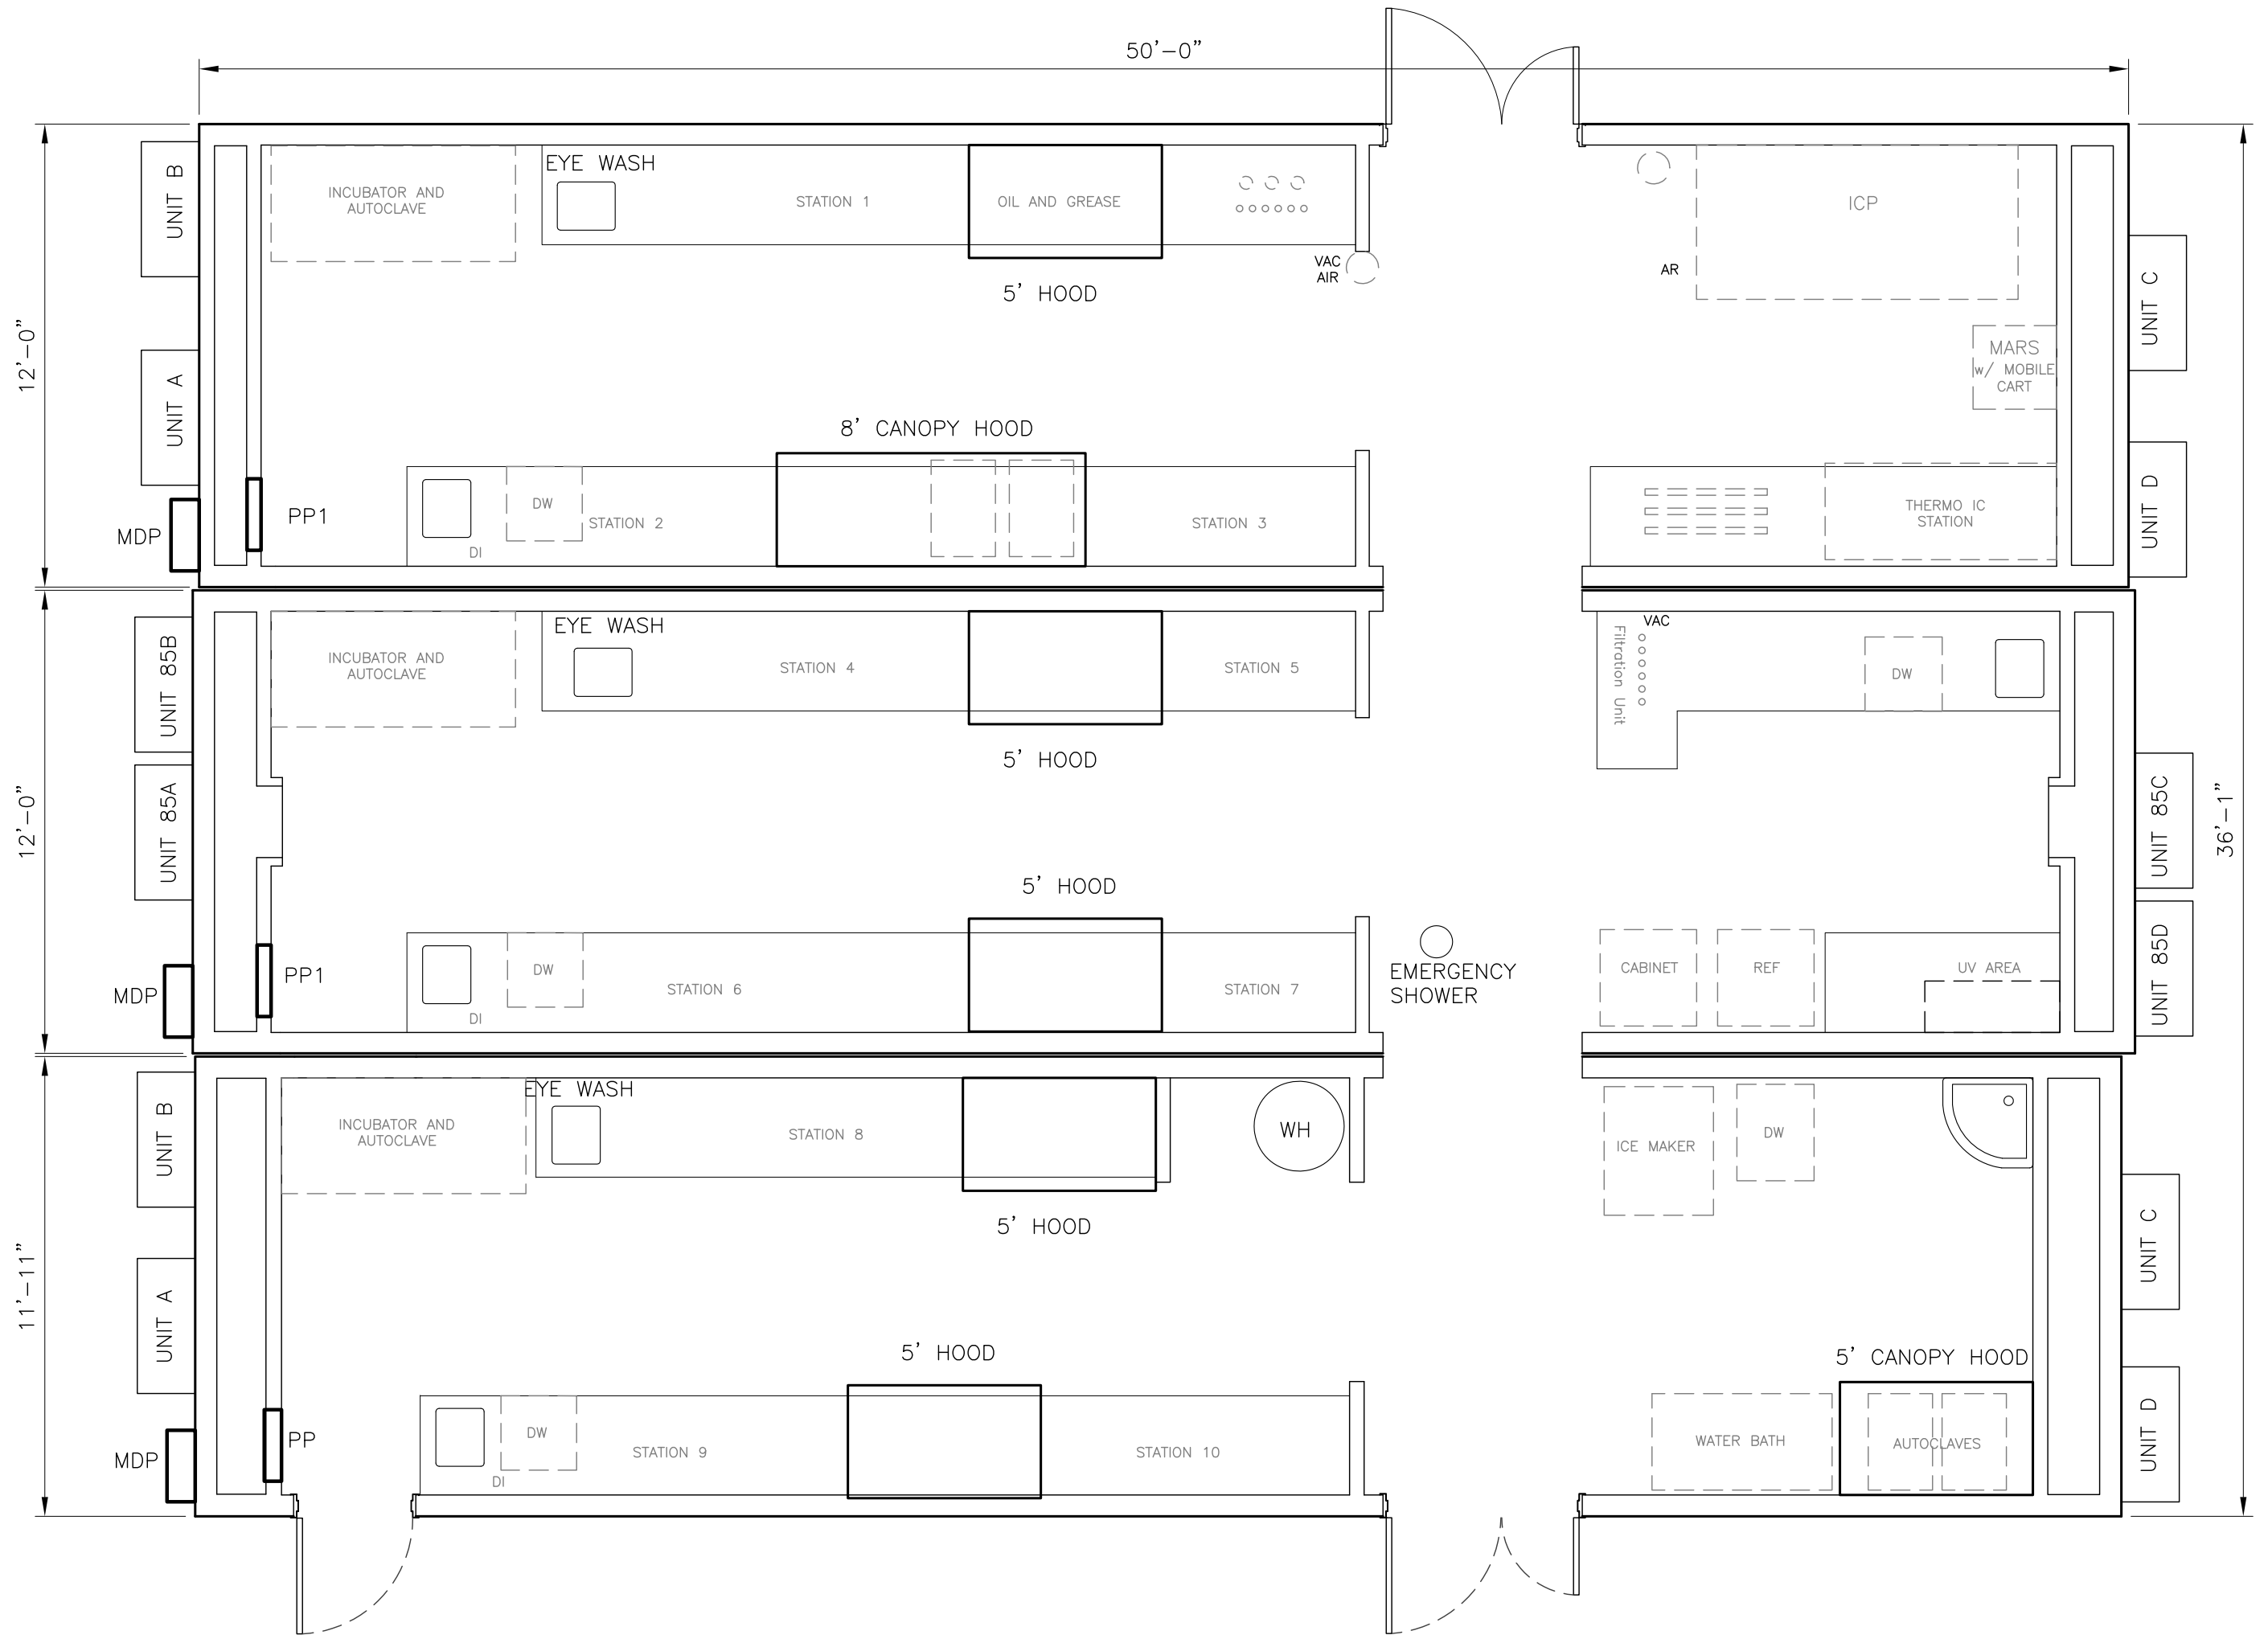 50'-0"
EYE WASH
INCUBATOR AND
AUTOCLAVE
STATION 1
OIL AND GREASE
ICP
UNIT B
VAC
AIR
AR
5' HOOD
UNIT C
12'-0"
MARS
w/ MOBILE
CART
UNIT A
8' CANOPY HOOD
DW
STATION 2
STATION 3
THERMO IC
STATION
UNIT D
PP1
MDP
DI
EYE WASH
VAC
INCUBATOR AND
AUTOCLAVE
STATION 4
STATION 5
Filtration Unit
DW
UNIT 85B
5' HOOD
12'-0"
UNIT 85A
UNIT 85C
36'-1"
5' HOOD
DW
PP1
MDP
STATION 6
STATION 7
DI
EMERGENCY
SHOWER
CABINET
REF
UV AREA
UNIT 85D
EYE WASH
INCUBATOR AND
AUTOCLAVE
STATION 8
WH
ICE MAKER
DW
UNIT B
5' HOOD
UNIT C
11'-11"
UNIT A
5' HOOD
5' CANOPY HOOD
PP
MDP
DW
STATION 9
STATION 10
DI
WATER BATH
AUTOCLAVES
UNIT D